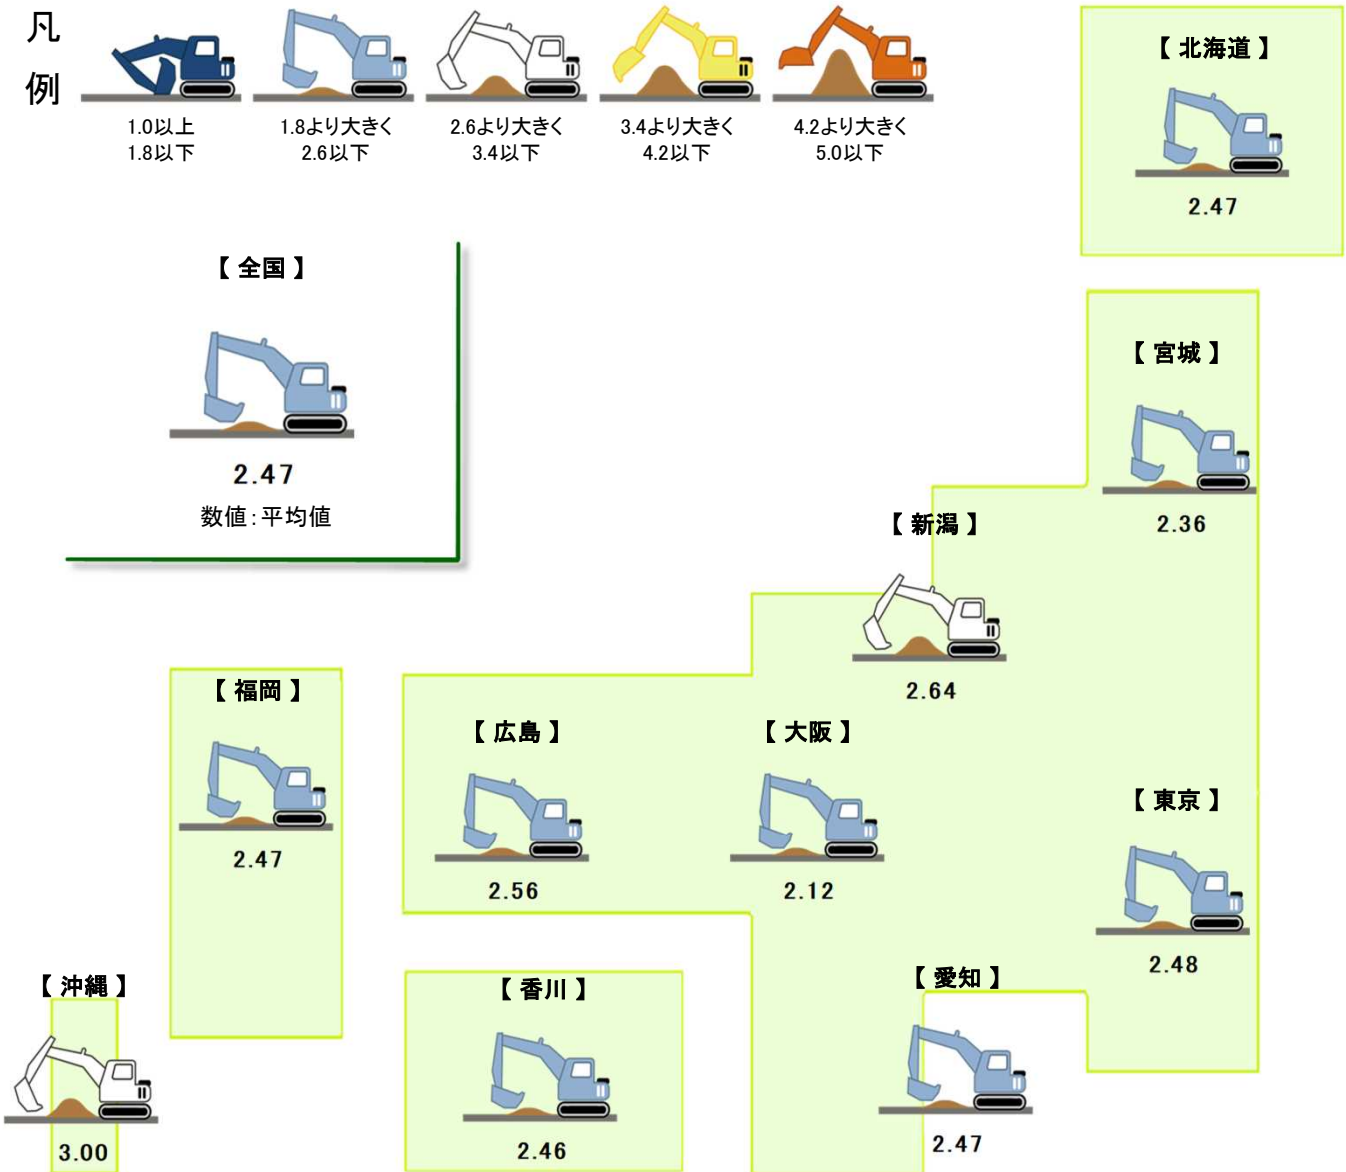 凡
例
1.0以上
1.8以下
1.8より大きく
2.6以下
2.6より大きく
3.4以下
3.4より大きく
4.2以下
4.2より大きく
5.0以下
【 北海道 】
2.47
【 全国 】
2.47
数値：平均値
【 宮城 】
2.36
【 新潟 】
2.64
【 福岡 】
2.47
【 広島 】
2.56
【 大阪 】
2.12
【 東京 】
2.48
【 沖縄 】
3.00
【 香川 】
2.46
【 愛知 】
2.47